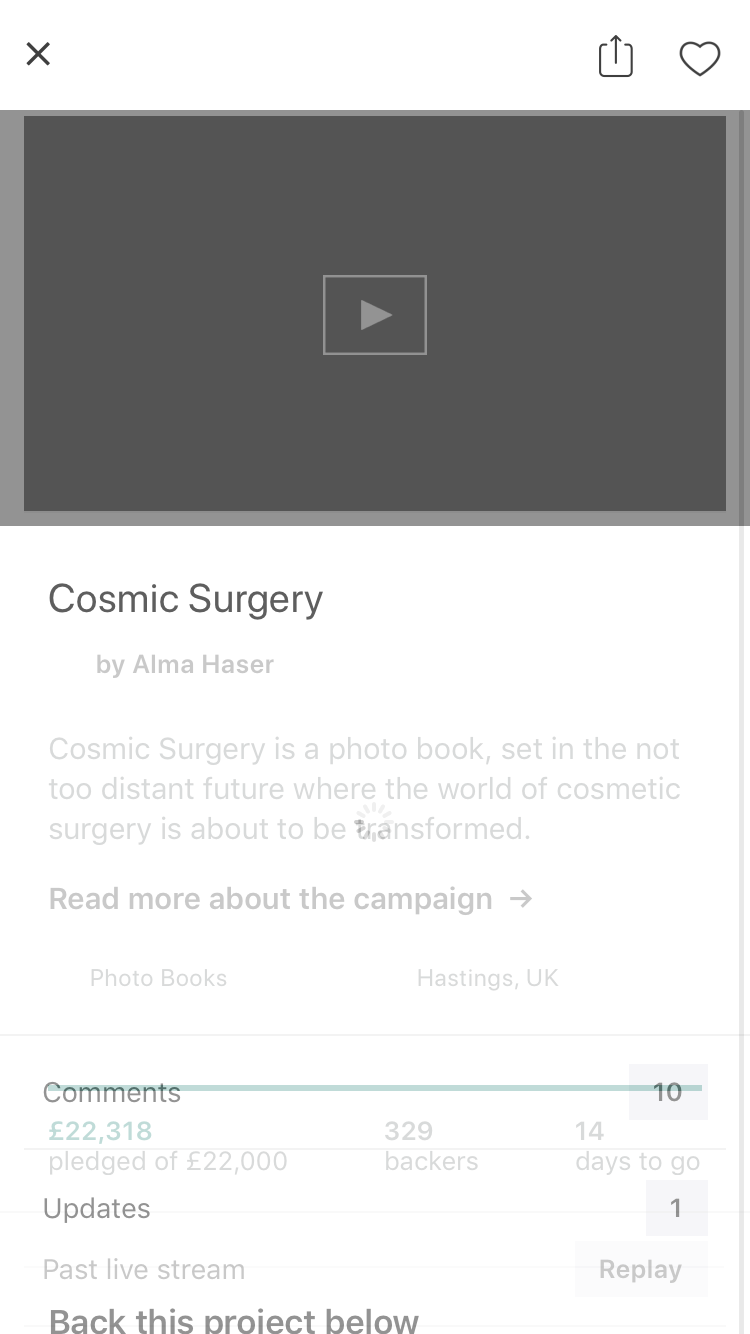 Cosmic Surgery
by Alma Haser
Cosmic Surgery is a photo book, set in the not
too distant future where the world of cosmetic
surgery is about to be transformed.
Read more about the campaign →
Photo Books Hastings, UK
Comments 10
£22,318 329 14
pledged of £22,000 backers days to go
Updates 1
Past live stream Replay
Back this project below